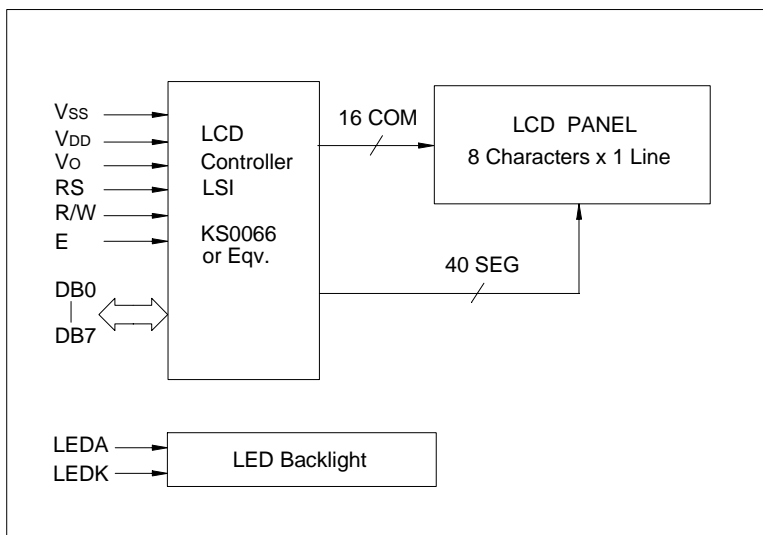 VSS
VDD
VO
RS
R/W
E
DB0
DB7
LCD
Controller
LSI
KS0066
or Eqv.
16 COM
40 SEG
LCD PANEL
8 Characters x 1 Line
LEDA
LEDK
LED Backlight